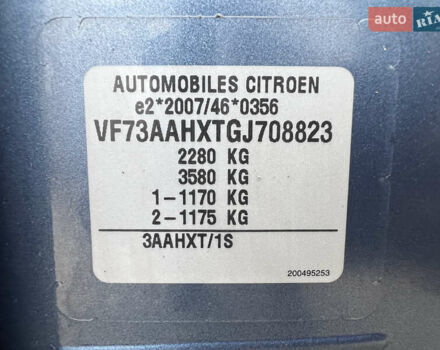 AUTO
RIA
AUTOMOBILES CITROEN
e2*2007/46*0356
VF73AAHXTGJ708823
2280 KG
3580 KG
1-1170 KG
2-1175 KG
3AAHXT/1S
200495253